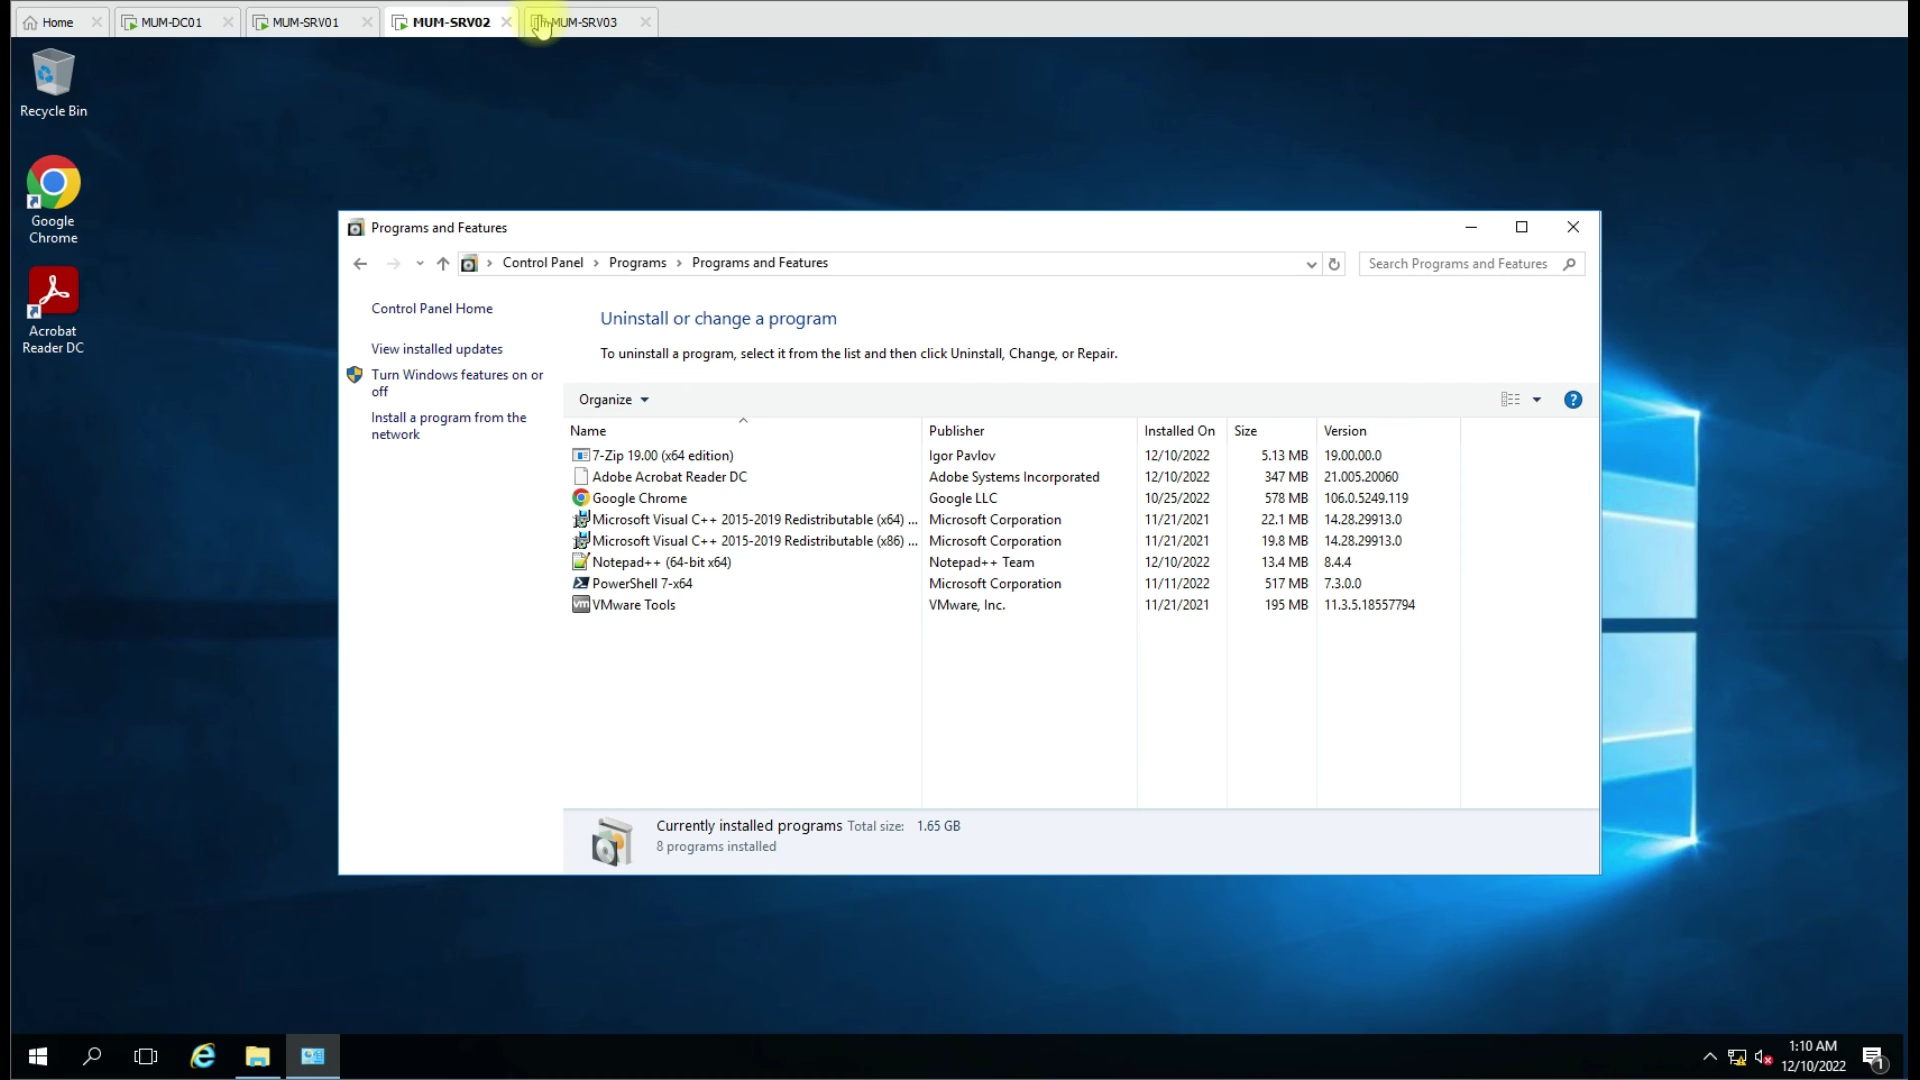 Home
MUM-DC01
MUM-SRV01
MUM-SRV02
MUM-SRV03
Recycle Bin
Google
Chrome
Acrobat
Reader DC
Programs and Features
Control Panel > Programs > Programs and Features
Search Programs and Features
Control Panel Home
View installed updates
Turn Windows features on or
off
Install a program from the
network
Uninstall or change a program
To uninstall a program, select it from the list and then click Uninstall, Change, or Repair.
Organize
Name Publisher Installed On Size Version
7-Zip 19.00 (x64 edition) Igor Pavlov 12/10/2022 5.13 MB 19.00.00.0
Adobe Acrobat Reader DC Adobe Systems Incorporated 12/10/2022 347 MB 21.005.20060
Google Chrome Google LLC 10/25/2022 578 MB 106.0.5249.119
Microsoft Visual C++ 2015-2019 Redistributable (x64) ... Microsoft Corporation 11/21/2021 22.1 MB 14.28.29913.0
Microsoft Visual C++ 2015-2019 Redistributable (x86) ... Microsoft Corporation 11/21/2021 19.8 MB 14.28.29913.0
Notepad++ (64-bit x64) Notepad++ Team 12/10/2022 13.4 MB 8.4.4
PowerShell 7-x64 Microsoft Corporation 11/11/2022 517 MB 7.3.0.0
vm VMware Tools VMware, Inc. 11/21/2021 195 MB 11.3.5.18557794
Currently installed programs Total size: 1.65 GB
8 programs installed
1:10 AM
12/10/2022
1